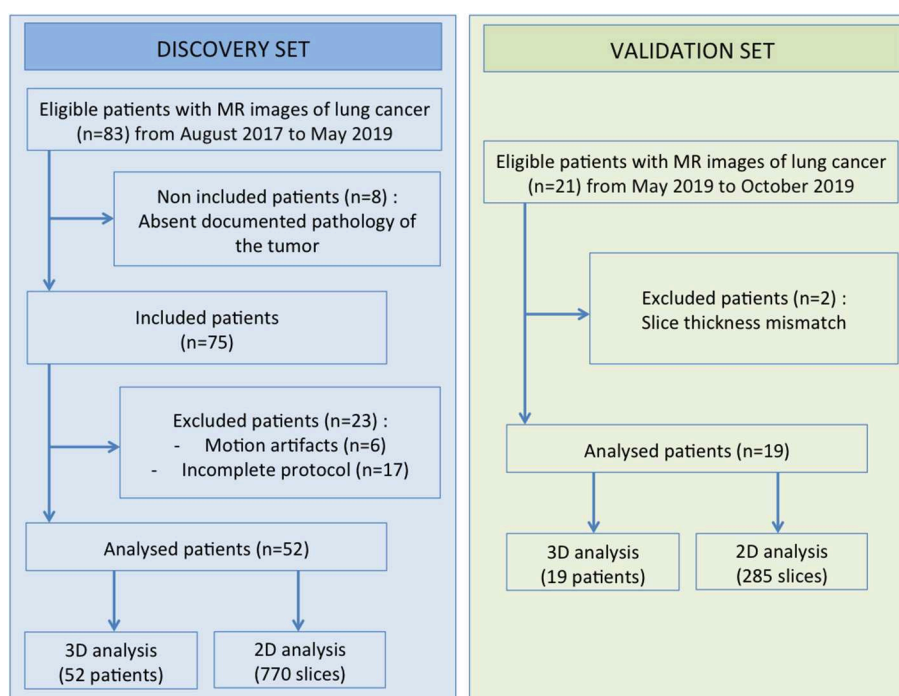 DISCOVERY SET
Eligible patients with MR images of lung cancer
(n=83) from August 2017 to May 2019
Non included patients (n=8) :
Absent documented pathology of
the tumor
Included patients
(n=75)
Excluded patients (n=23) :
- Motion artifacts (n=6)
- Incomplete protocol (n=17)
Analysed patients (n=52)
3D analysis
(52 patients)
2D analysis
(770 slices)
VALIDATION SET
Eligible patients with MR images of lung cancer
(n=21) from May 2019 to October 2019
Excluded patients (n=2) :
Slice thickness mismatch
Analysed patients (n=19)
3D analysis
(19 patients)
2D analysis
(285 slices)